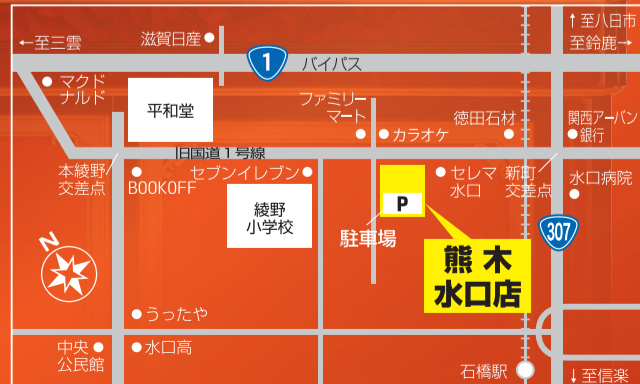 ↑至八日市
←至三雲
滋賀日産
至鈴鹿→
1
バイパス
マクド
ナルド
平和堂
ファミリー
マート
カラオケ
徳田石材
関西アーバン
銀行
旧国道1号線
本綾野
交差点
BOOKOFF
セブンイレブン
セレマ
水口
新町
交差点
水口病院
綾野
小学校
P
駐車場
307
N
熊木
水口店
うったや
中央
公民館
水口高
石橋駅
↓至信楽